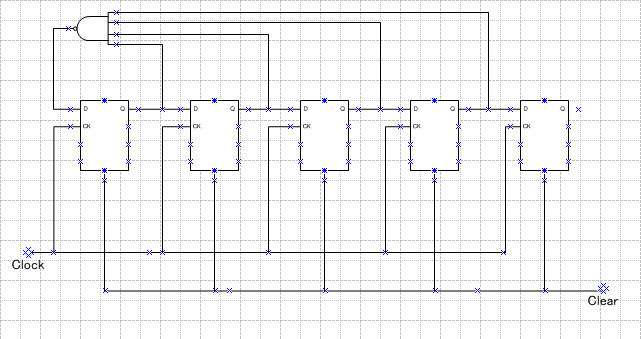 D Q D Q D Q D Q D Q
CK CK CK CK CK
Clock
Clear